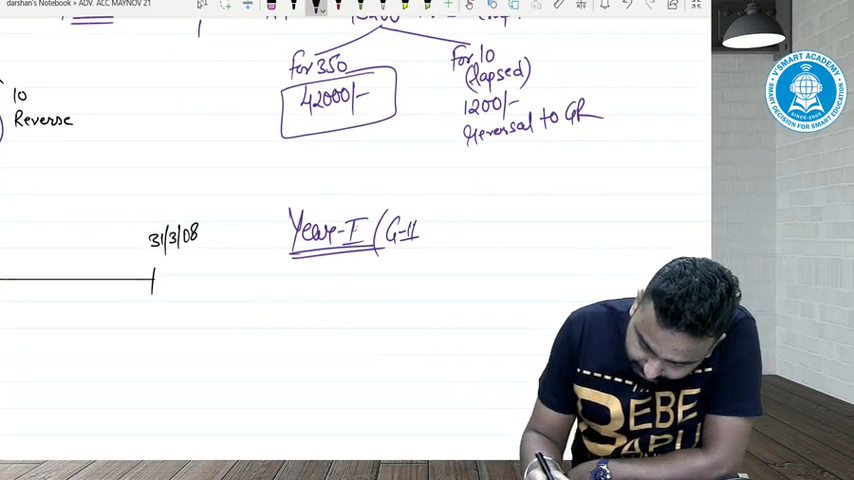 darshan's Notebook » ADV. ACC MAYNOV 21
for 350
42000/-
For 10
(lapsed)
1200/-
Reversal to GR
10
Reverse
31/3/08
Year-I (G-II
V SMART ACADEMY
SINCE-2005
DECISION FOR SMART EDUCATION
BEBE
BAPU